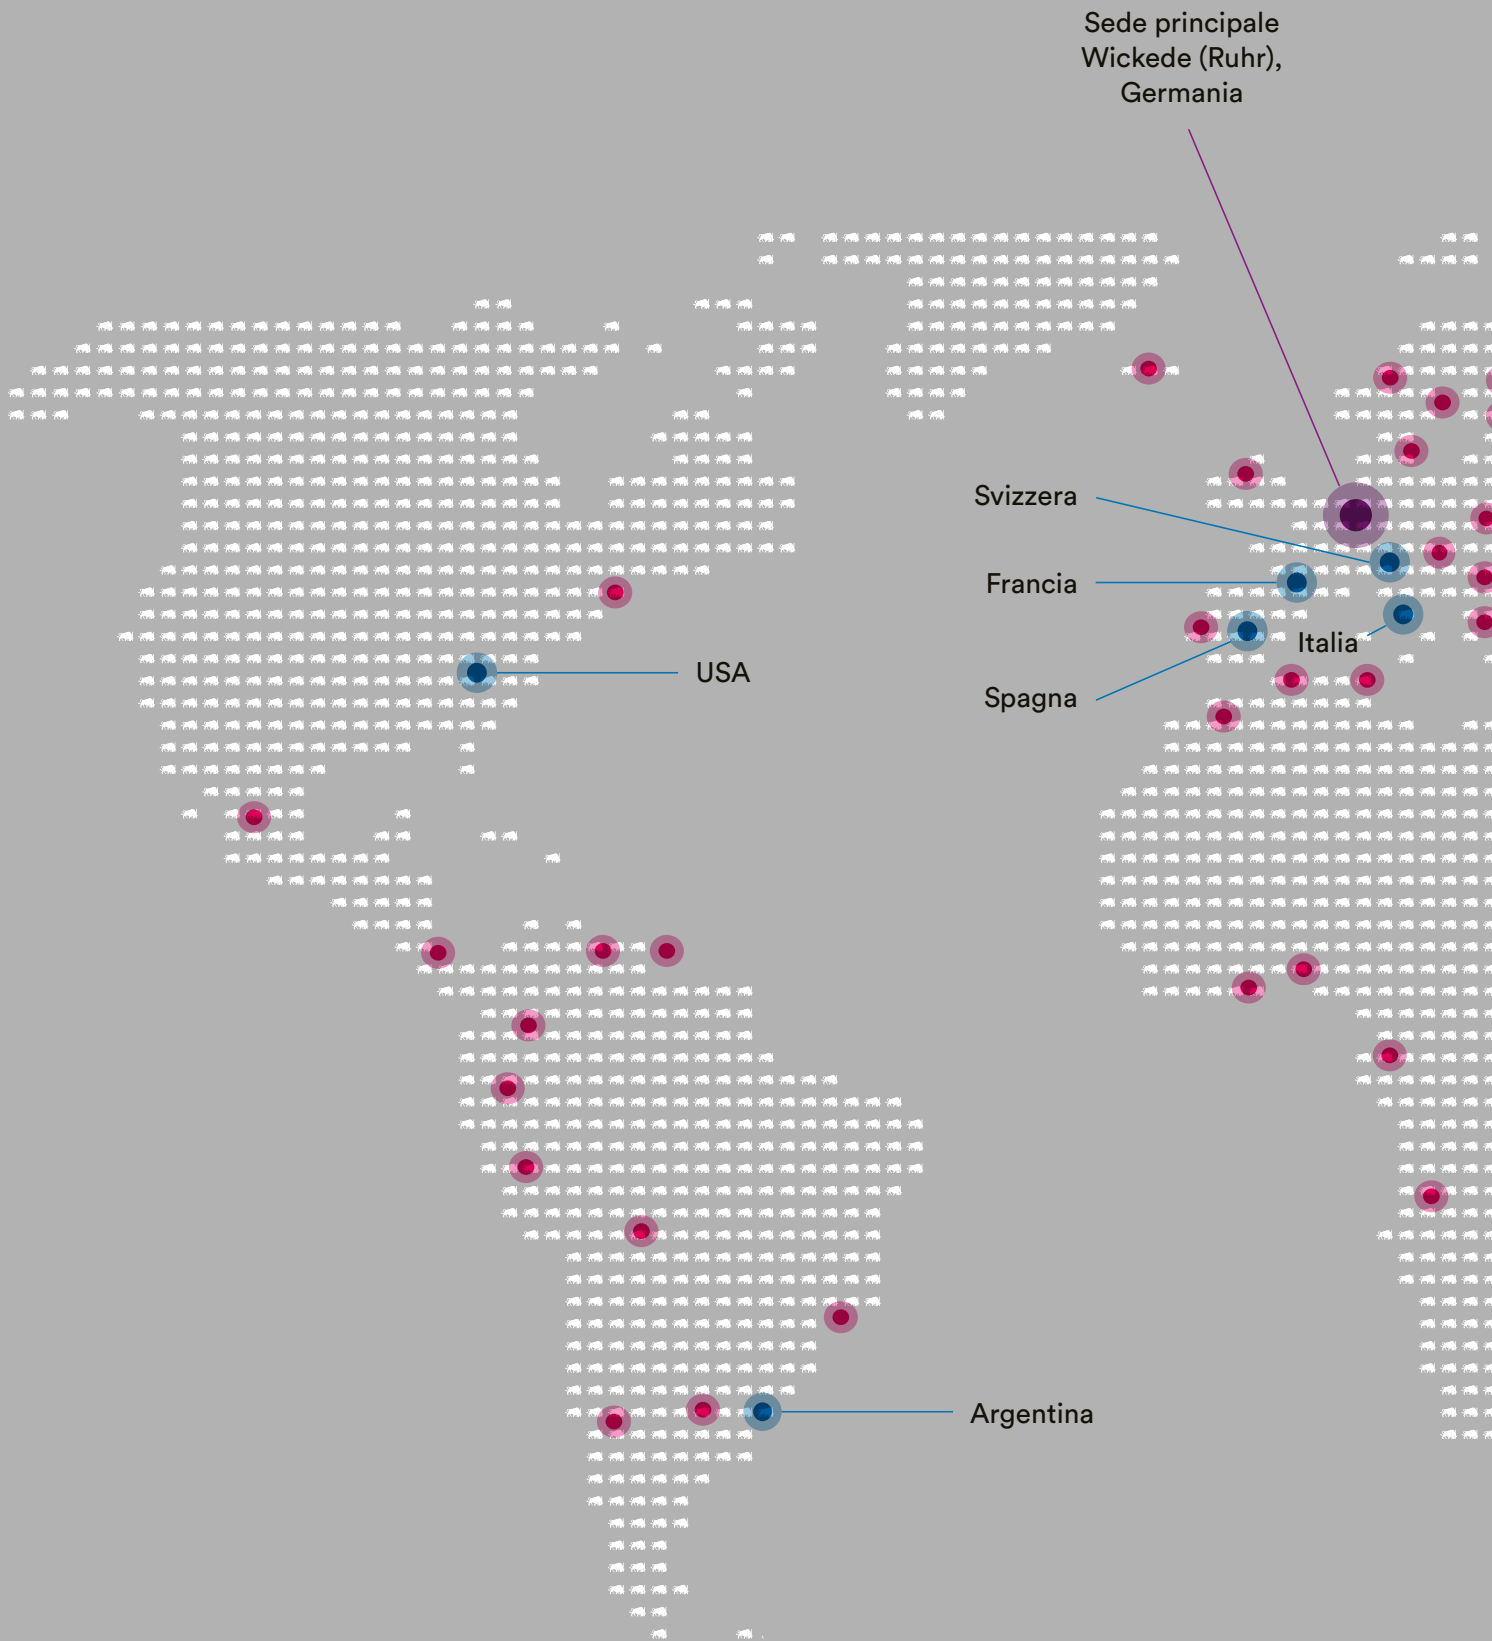 Sede principale
Wickede (Ruhr),
Germania
Svizzera
Francia
Italia
USA
Spagna
Argentina